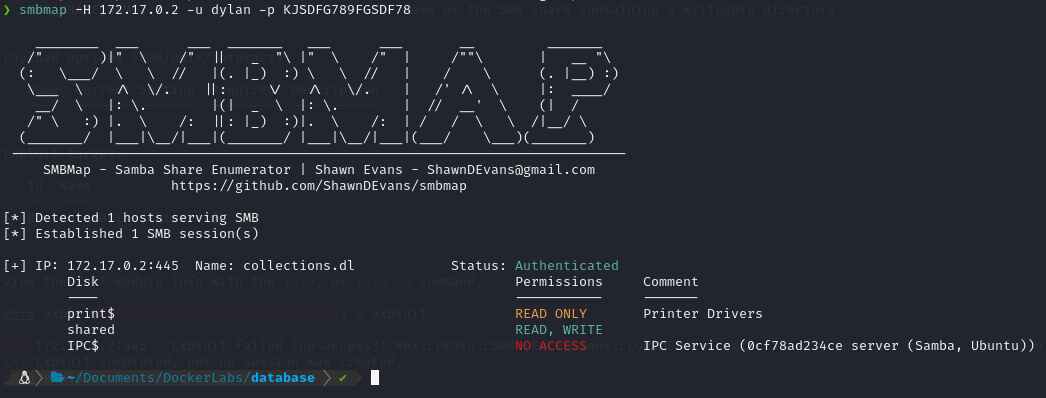 ❯ smbmap -H 172.17.0.2 -u dylan -p KJSDFG789FGSDF78
SMBMap - Samba Share Enumerator | Shawn Evans - ShawnDEvans@gmail.com
https://github.com/ShawnDEvans/smbmap
[*] Detected 1 hosts serving SMB
[*] Established 1 SMB session(s)
[+] IP: 172.17.0.2:445 Name: collections.dl Status: Authenticated
Disk Permissions Comment
---- ----------- -------
print$ READ ONLY Printer Drivers
shared READ, WRITE
IPC$ NO ACCESS IPC Service (0cf78ad234ce server (Samba, Ubuntu))
~/Documents/DockerLabs/database ✔